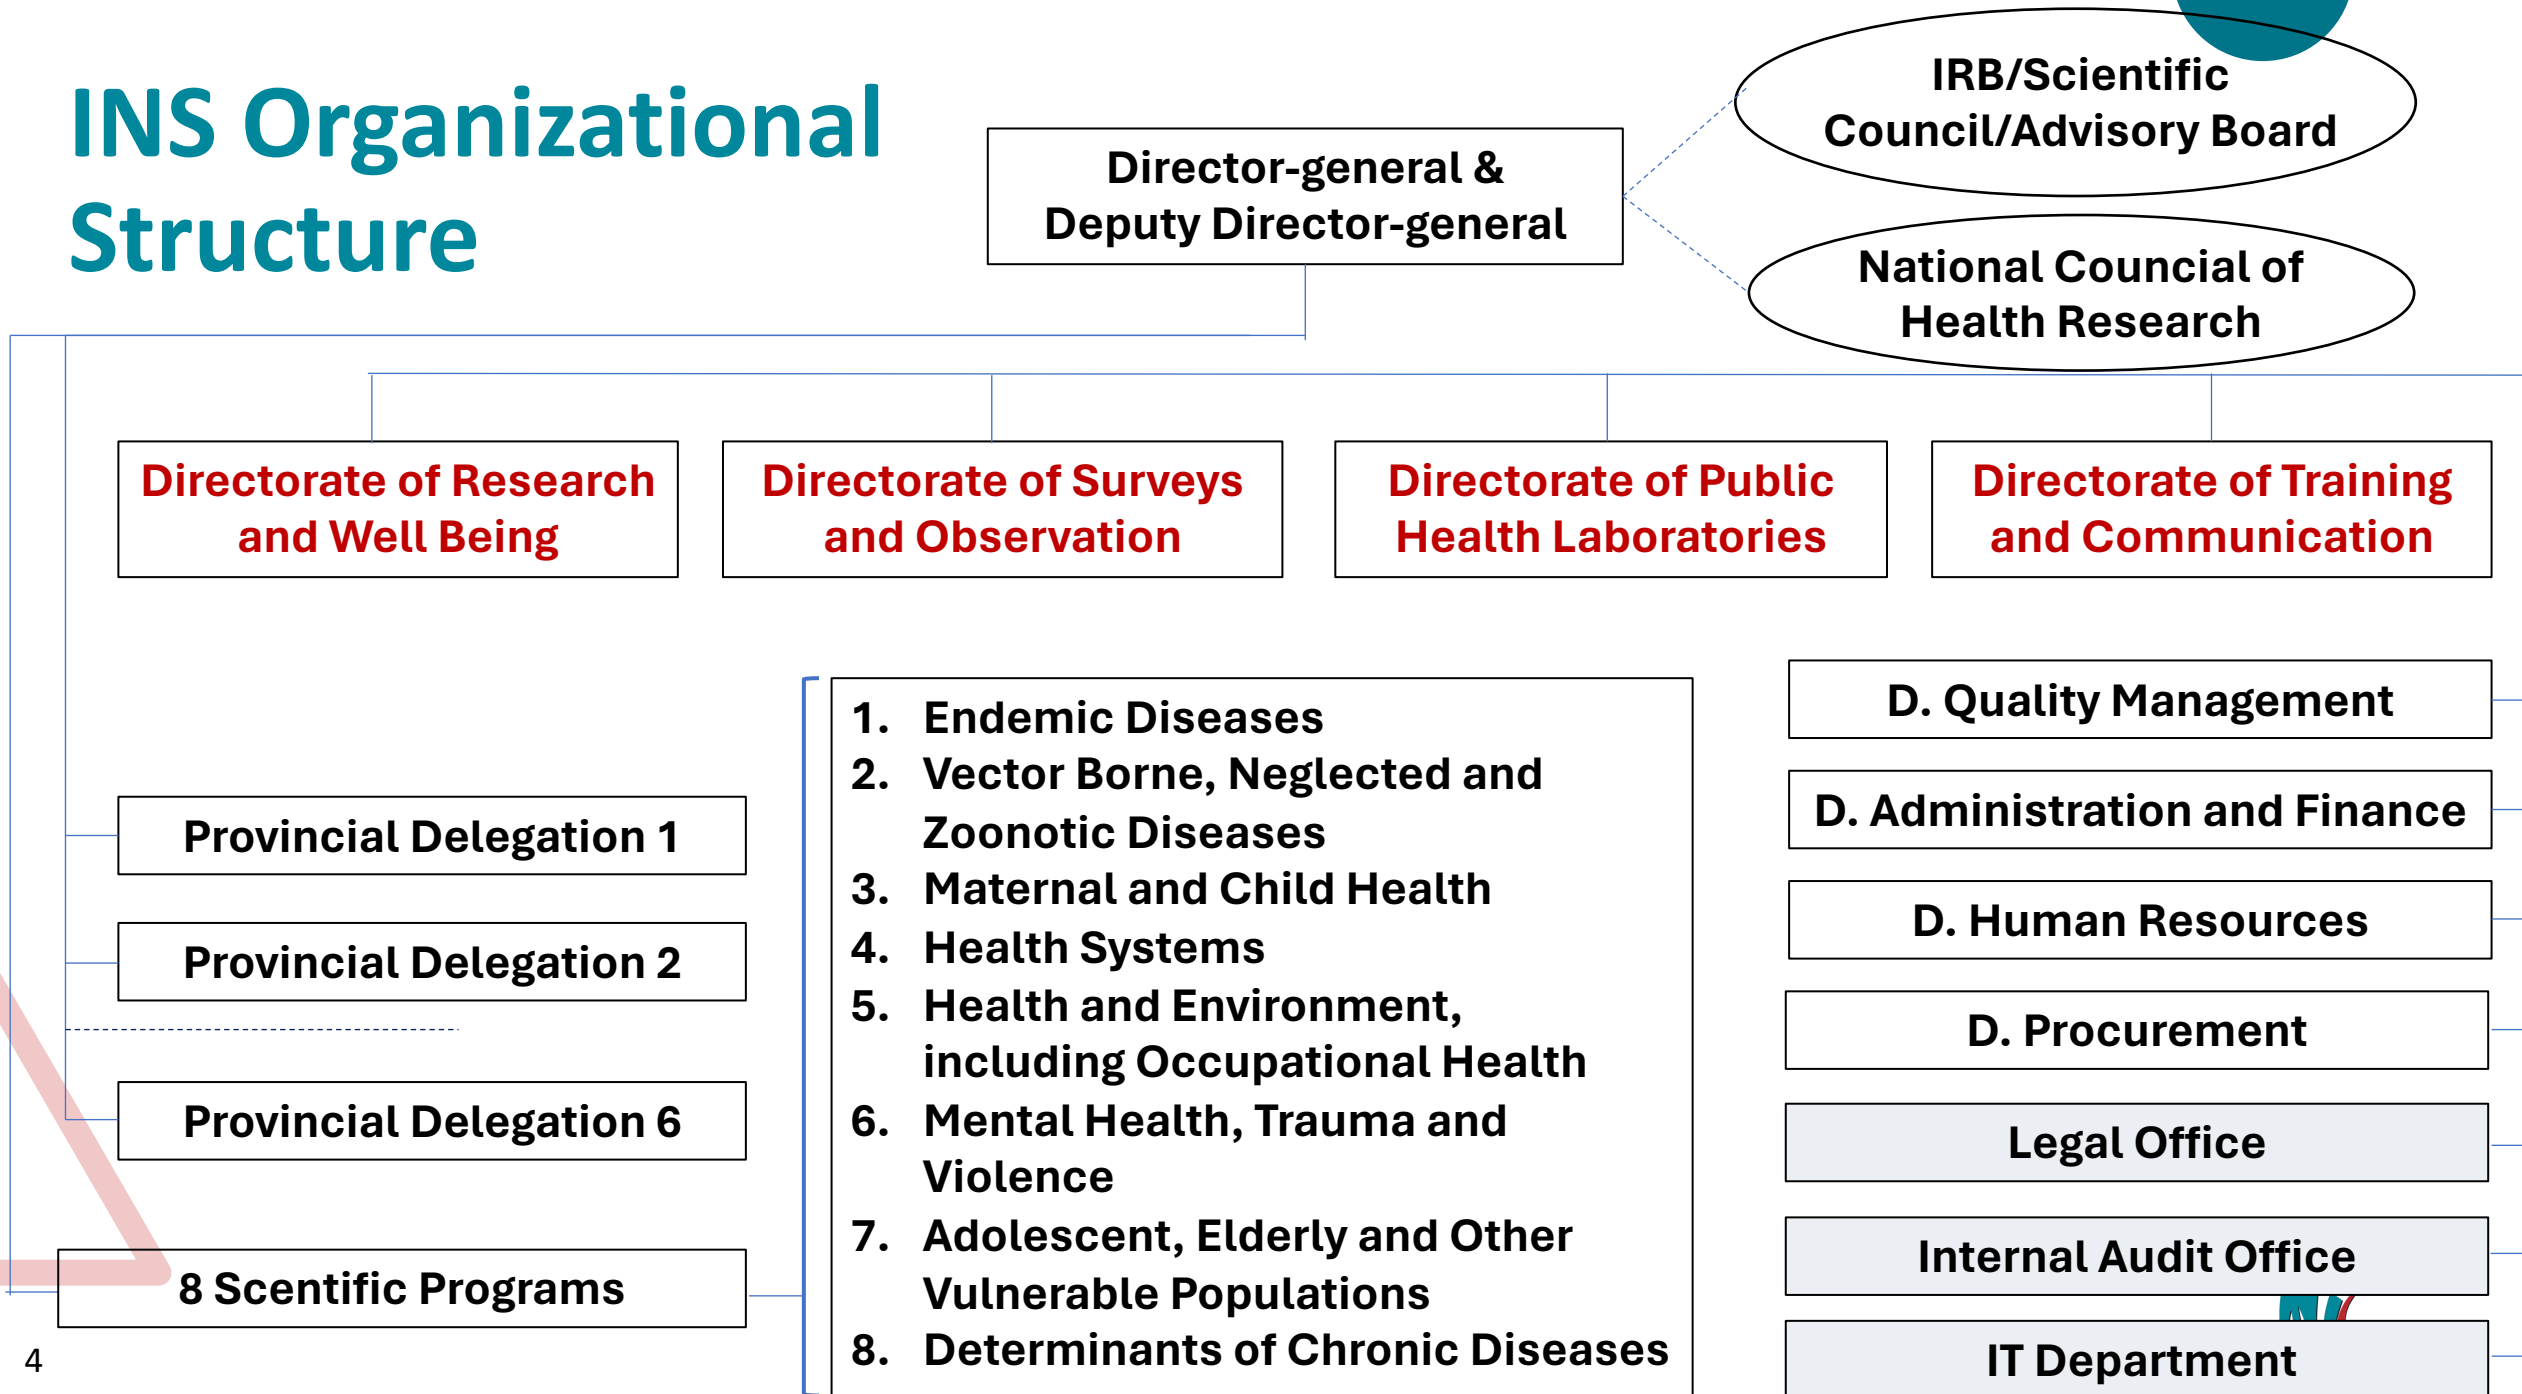 INS Organizational
Structure
IRB/Scientific
Council/Advisory Board
Director-general &
Deputy Director-general
National Councial of
Health Research
Directorate of Research
and Well Being
Directorate of Surveys
and Observation
Directorate of Public
Health Laboratories
Directorate of Training
and Communication
Provincial Delegation 1
Provincial Delegation 2
Provincial Delegation 6
8 Scentific Programs
1. Endemic Diseases
2. Vector Borne, Neglected and
Zoonotic Diseases
3. Maternal and Child Health
4. Health Systems
5. Health and Environment,
including Occupational Health
6. Mental Health, Trauma and
Violence
7. Adolescent, Elderly and Other
Vulnerable Populations
8. Determinants of Chronic Diseases
D. Quality Management
D. Administration and Finance
D. Human Resources
D. Procurement
Legal Office
Internal Audit Office
IT Department
4